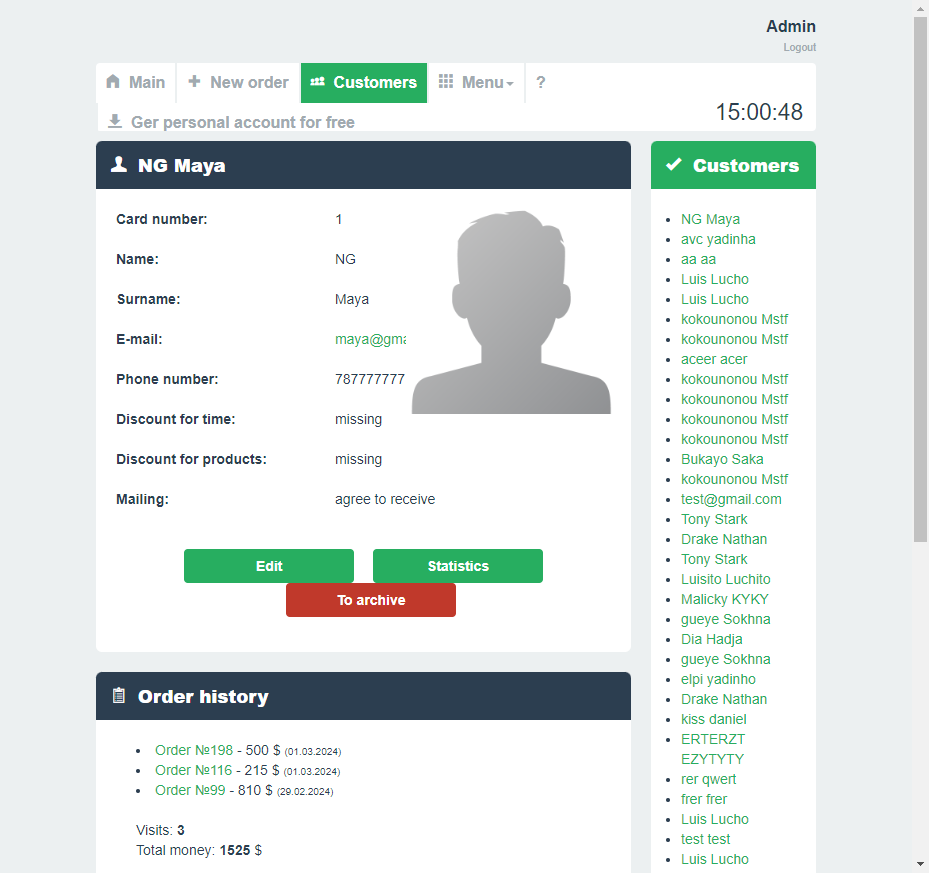 Admin
Logout
Main
New order
Customers
Menu
?
Ger personal account for free
15:00:48
NG Maya
Card number: 1
Name: NG
Surname: Maya
E-mail: maya@gma
Phone number: 787777777
Discount for time: missing
Discount for products: missing
Mailing: agree to receive
Edit
Statistics
To archive
Order history
Order №198 - 500 $ (01.03.2024)
Order №116 - 215 $ (01.03.2024)
Order №99 - 810 $ (29.02.2024)
Visits: 3
Total money: 1525 $
Customers
NG Maya
avc yadinha
aa aa
Luis Lucho
Luis Lucho
kokounonou Mstf
kokounonou Mstf
aceer acer
kokounonou Mstf
kokounonou Mstf
kokounonou Mstf
kokounonou Mstf
Bukayo Saka
kokounonou Mstf
test@gmail.com
Tony Stark
Drake Nathan
Tony Stark
Luisito Luchito
Malicky KYKY
gueye Sokhna
Dia Hadja
gueye Sokhna
elpi yadinho
Drake Nathan
kiss daniel
ERTERZT
EZYTYTY
rer qwert
frer frer
Luis Lucho
test test
Luis Lucho